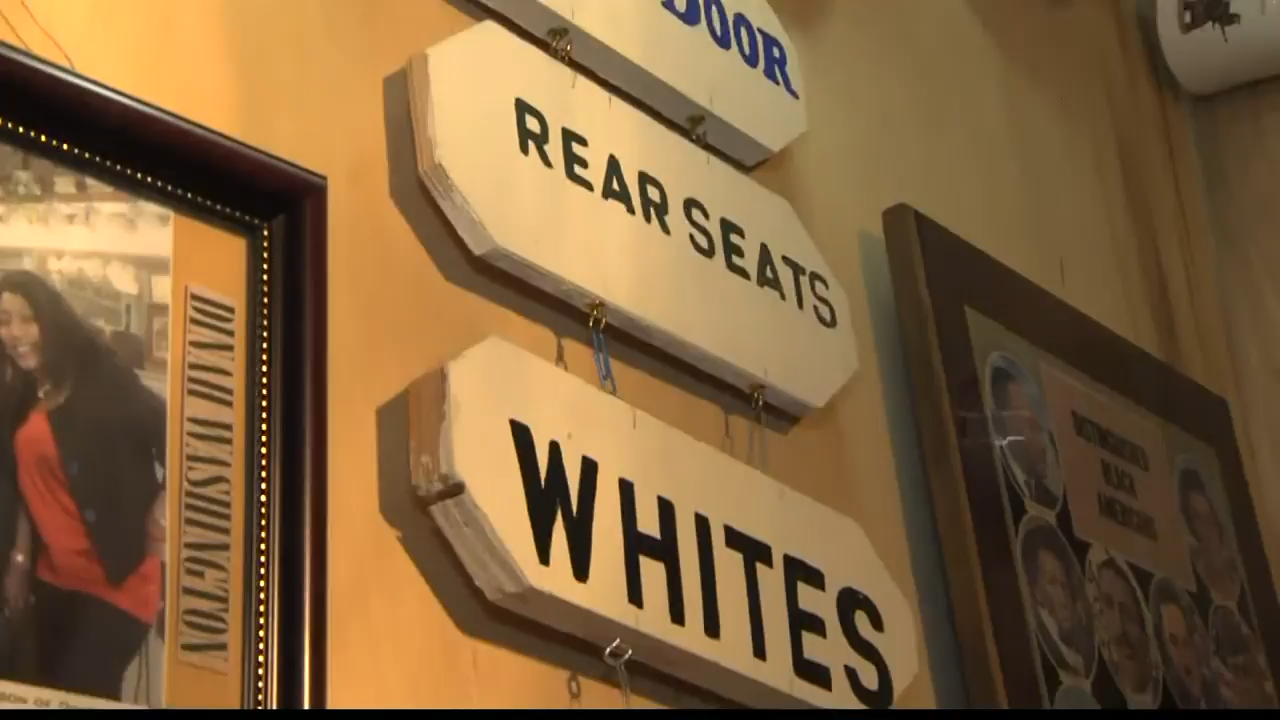 DOOR
REAR SEATS
WHITES
DINAH WASHINGTON
DISTINGUISHED
BLACK
AMERICANS